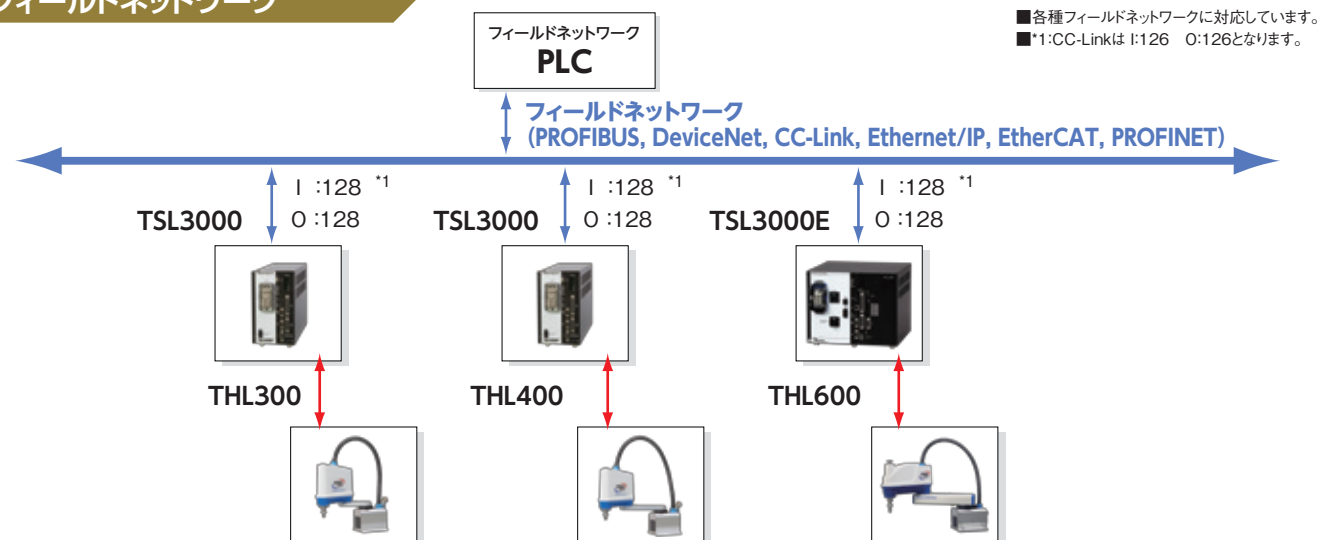 フィールドネットワーク
■各種フィールドネットワークに対応しています。
■*1:CC-Linkは I:126 O:126となります。
フィールドネットワーク
PLC
フィールドネットワーク
(PROFIBUS, DeviceNet, CC-Link, Ethernet/IP, EtherCAT, PROFINET)
TSL3000
I :128 *1
O :128
TSL3000
I :128 *1
O :128
TSL3000E
I :128 *1
O :128
THL300
THL400
THL600